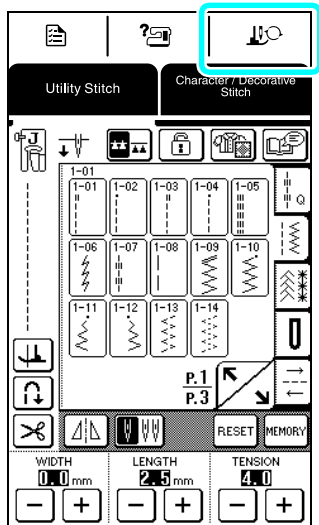 ?
Utility Stitch
Character / Decorative
Stitch
J
1-01
1-01 1-02 1-03 1-04 1-05
Q
1-06 1-07 1-08 1-09 1-10
1-11 1-12 1-13 1-14
P.1
P.3
RESET MEMORY
WIDTH LENGTH TENSION
0.0 mm 2.5 mm 4.0
− + − + − +